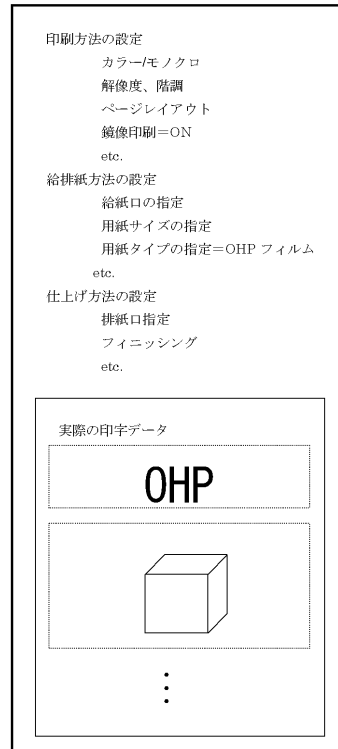 印刷方法の設定
カラー/モノクロ
解像度、階調
ページレイアウト
鏡像印刷＝ON
etc.
給排紙方法の設定
給紙口の指定
用紙サイズの指定
用紙タイプの指定＝OHP フィルム
etc.
仕上げ方法の設定
排紙口指定
フィニッシング
etc.
実際の印字データ
OHP